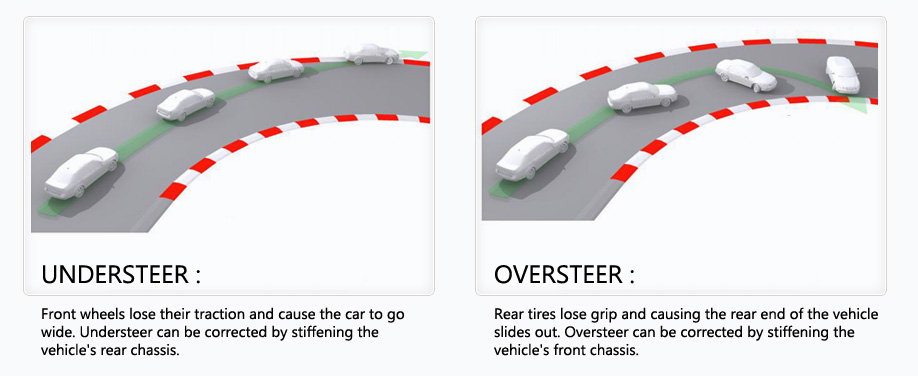 UNDERSTEER :
Front wheels lose their traction and cause the car to go
wide. Understeer can be corrected by stiffening the
vehicle's rear chassis.
OVERSTEER :
Rear tires lose grip and causing the rear end of the vehicle
slides out. Oversteer can be corrected by stiffening the
vehicle's front chassis.